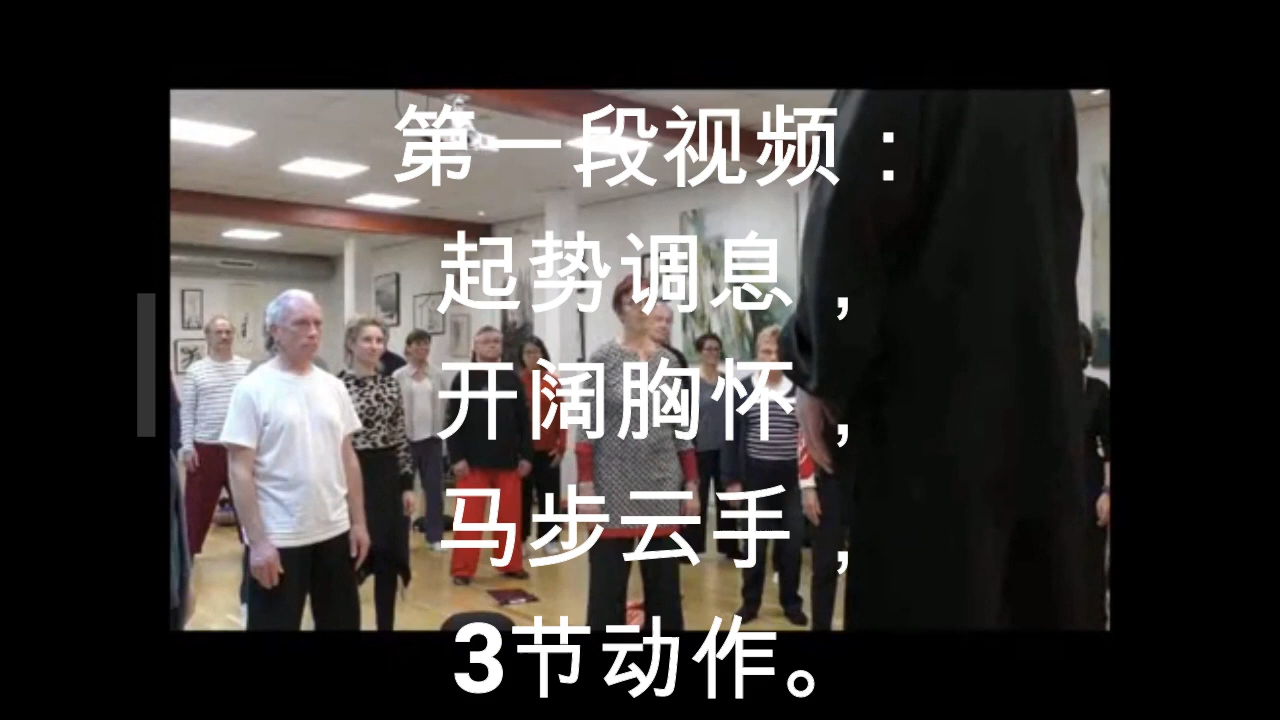 第一段视频：
起势调息，
开阔胸怀，
马步云手，
3节动作。